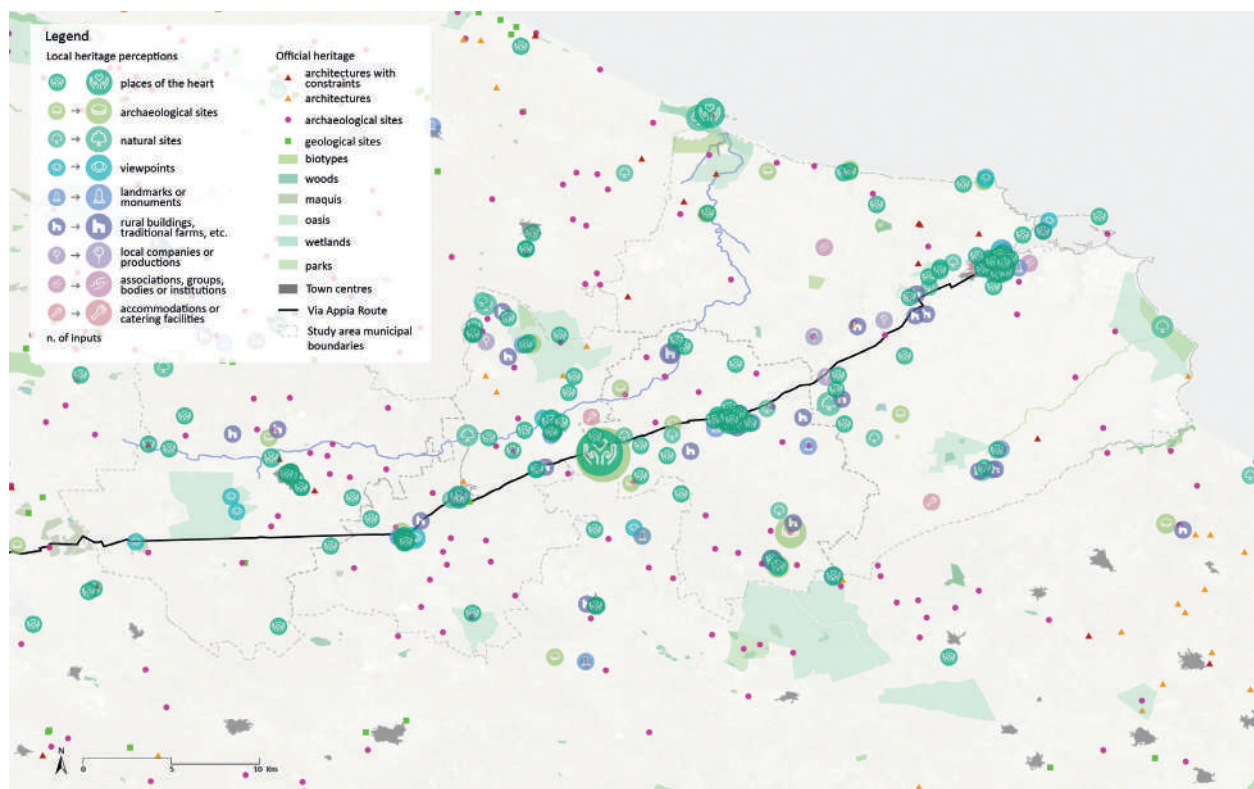 Legend
Local heritage perceptions
places of the heart
archaeological sites
natural sites
viewpoints
landmarks or
monuments
rural buildings,
traditional farms, etc.
local companies or
productions
associations, groups,
bodies or institutions
accommodations or
catering facilities
n. of inputs
Official heritage
architectures with
constraints
architectures
archaeological sites
geological sites
biotypes
woods
maquis
oasis
wetlands
parks
Town centres
Via Appia Route
Study area municipal
boundaries
N
0 5 10 Kms